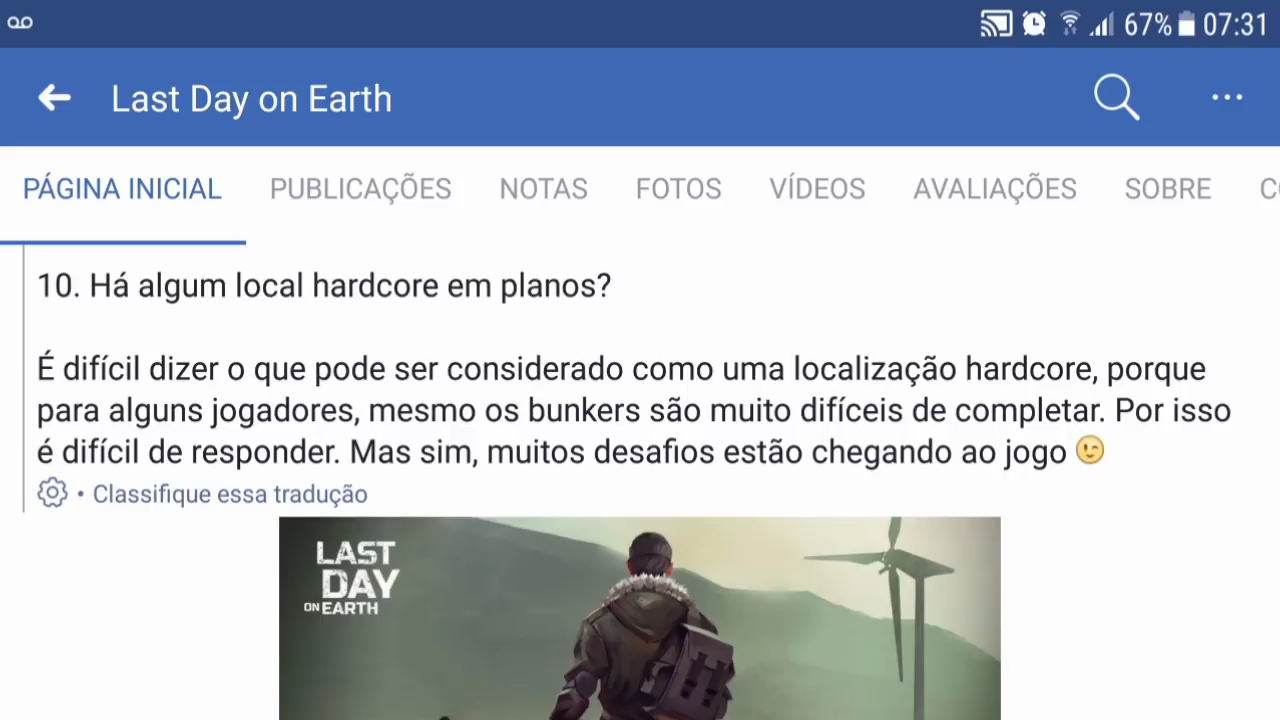 67% 07:31
Last Day on Earth
PÁGINA INICIAL PUBLICAÇÕES NOTAS FOTOS VÍDEOS AVALIAÇÕES SOBRE
10. Há algum local hardcore em planos?
É difícil dizer o que pode ser considerado como uma localização hardcore, porque
para alguns jogadores, mesmo os bunkers são muito difíceis de completar. Por isso
é difícil de responder. Mas sim, muitos desafios estão chegando ao jogo 😉
• Classifique essa tradução
LAST
DAY
ON EARTH